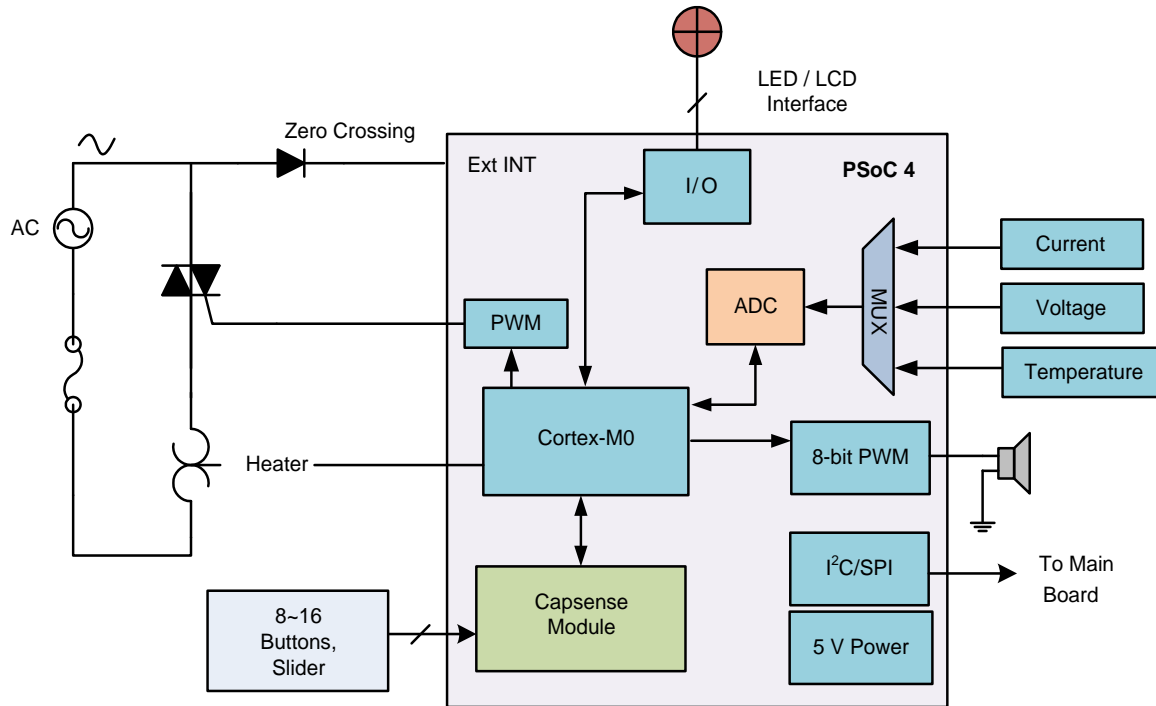 LED / LCD
Interface
Zero Crossing
Ext INT
PSoC 4
I/O
AC
Current
MUX
ADC
Voltage
PWM
Temperature
Cortex-M0
8-bit PWM
Heater
I²C/SPI
To Main
Board
Capsense
Module
8~16
Buttons,
Slider
5 V Power